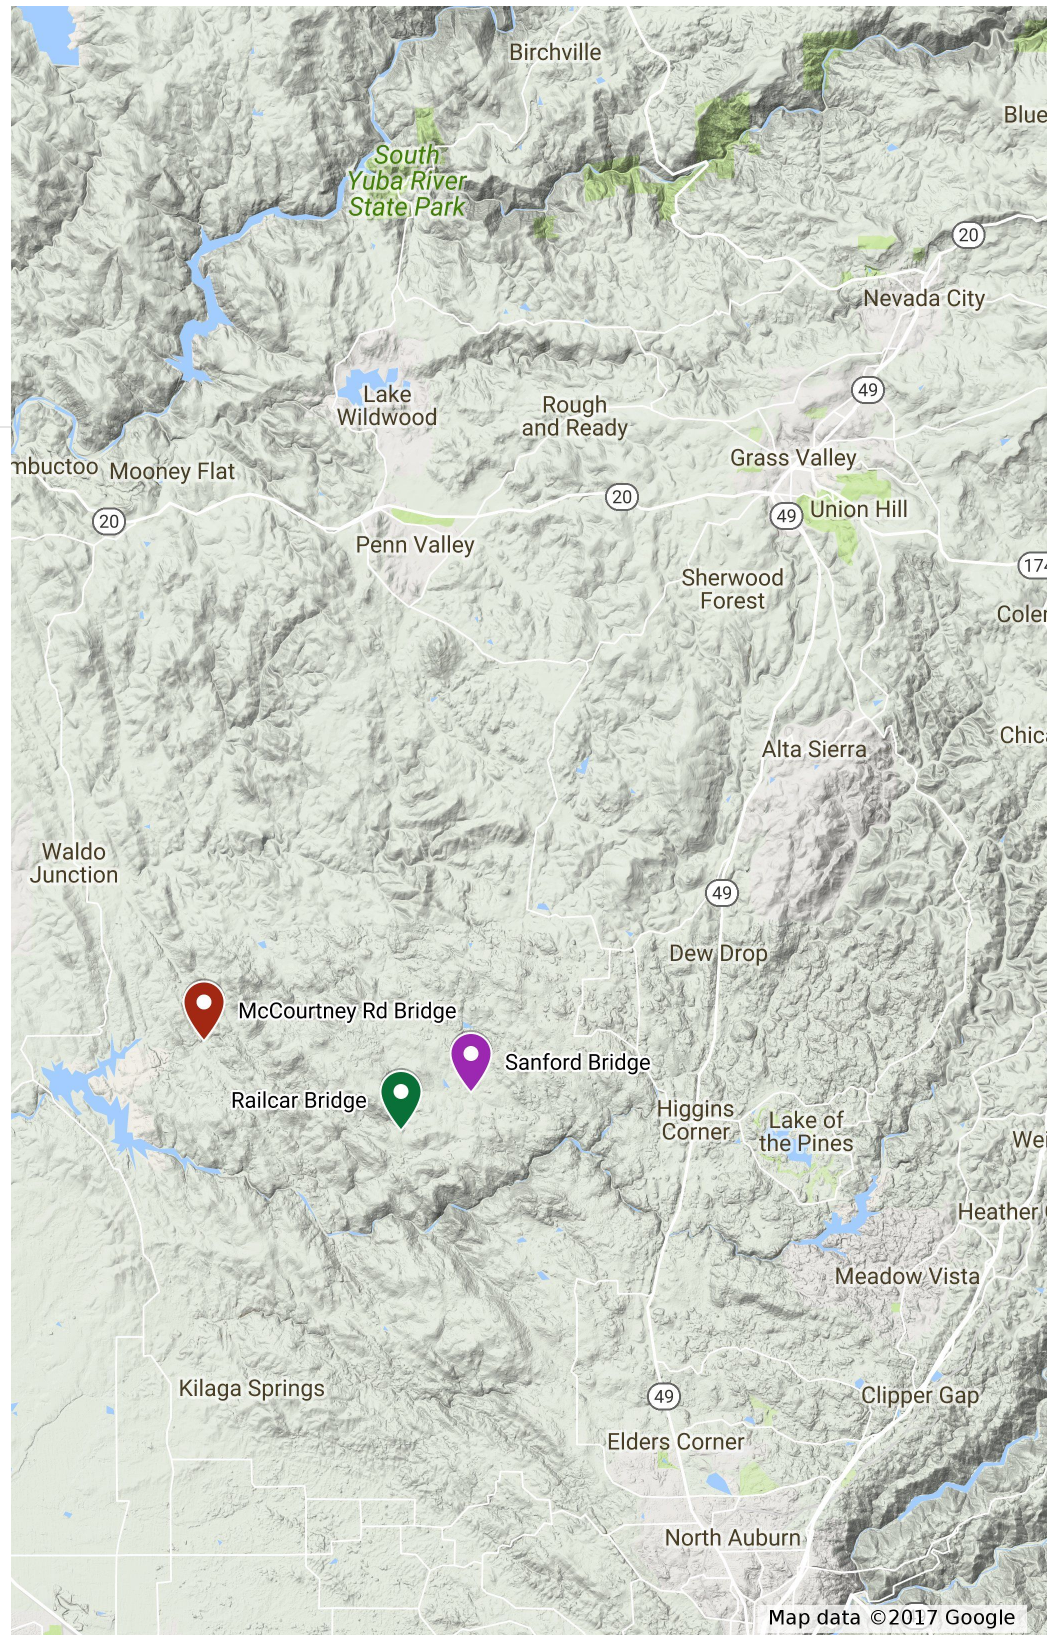 Birchville
Blue
South
Yuba River
State Park
20
Nevada City
49
Lake
Wildwood
Rough
and Ready
Grass Valley
mbuctoo
Mooney Flat
20
20
49
Union Hill
Penn Valley
174
Sherwood
Forest
Alta Sierra
Waldo
Junction
49
Dew Drop
McCourtney Rd Bridge
Sanford Bridge
Railcar Bridge
Higgins
Corner
Lake of
the Pines
Heather
Meadow Vista
Kilaga Springs
49
Clipper Gap
Elders Corner
North Auburn
Map data ©2017 Google